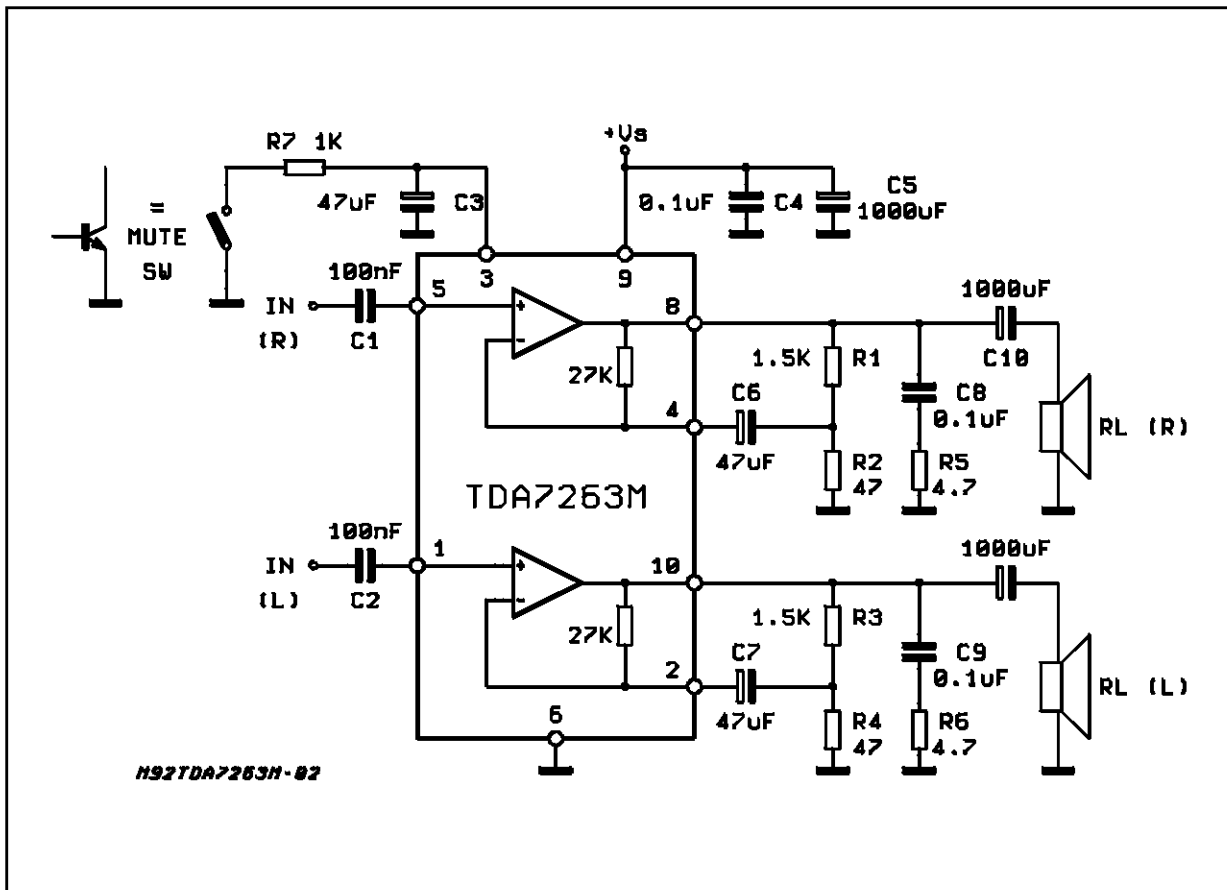 R7 1K
+Vs
47uF
C3
0.1uF
C4
C5
1000uF
=
MUTE
SW
3
9
100nF
IN
(R)
C1
5
8
1000uF
C10
27K
1.5K
R1
4
C6
47uF
C8
0.1uF
R2
47
R5
4.7
RL (R)
TDA7263M
100nF
IN
(L)
C2
1
10
1000uF
27K
1.5K
R3
2
C7
47uF
C9
0.1uF
R4
47
R6
4.7
RL (L)
6
M92TDA7263M-02
+
-
+
-